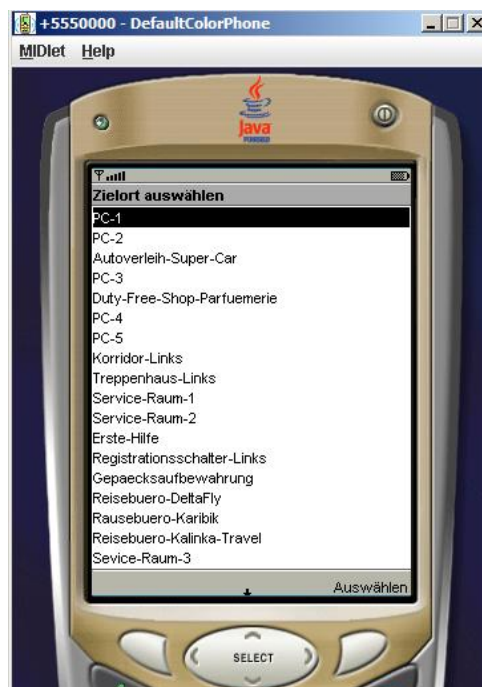 +5550000 - DefaultColorPhone
MIDlet Help
Java
POWERED
Zielort auswählen
PC-1
PC-2
Autoverleih-Super-Car
PC-3
Duty-Free-Shop-Parfuemerie
PC-4
PC-5
Korridor-Links
Treppenhaus-Links
Service-Raum-1
Service-Raum-2
Erste-Hilfe
Registrationsschalter-Links
Gepaecksaufbewahrung
Reisebuero-DeltaFly
Rausebuero-Karibik
Reisebuero-Kalinka-Travel
Sevice-Raum-3
Auswählen
SELECT